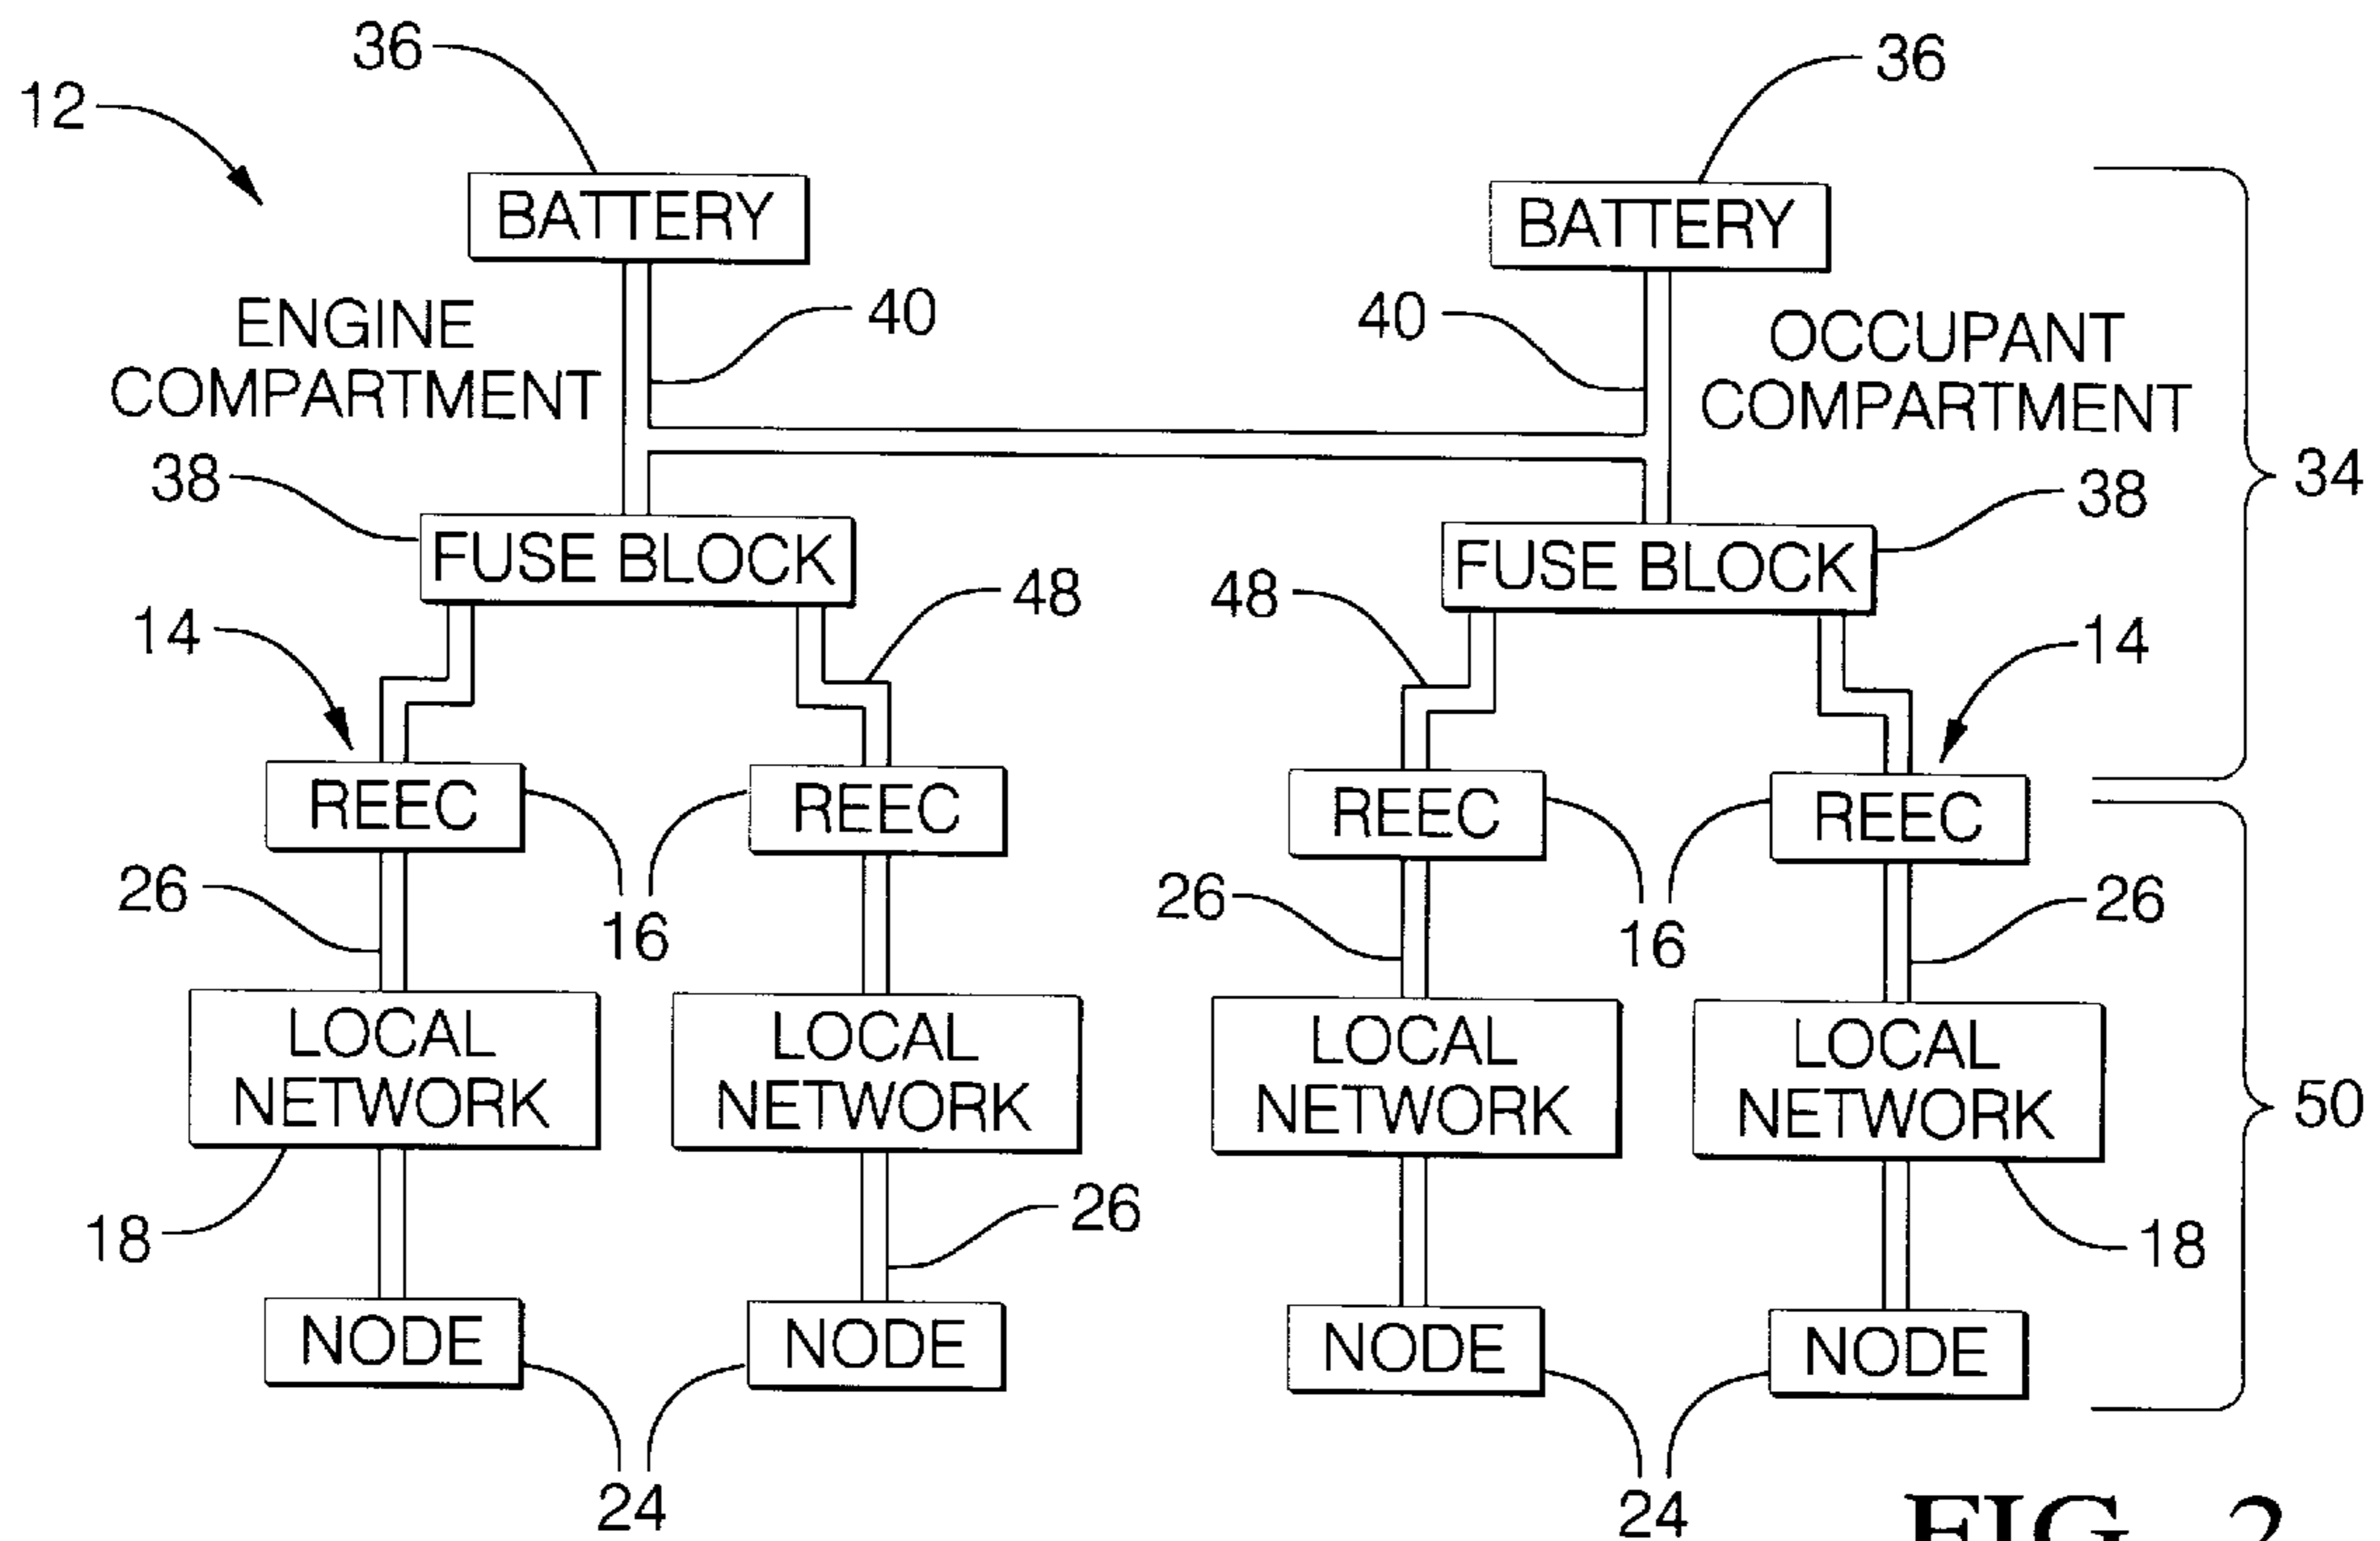 36
36
12
BATTERY
BATTERY
40
40
ENGINE
COMPARTMENT
OCCUPANT
COMPARTMENT
34
38
38
FUSE BLOCK
FUSE BLOCK
48
48
14
14
REEC
REEC
REEC
REEC
26
16
26
16
26
LOCAL
NETWORK
LOCAL
NETWORK
LOCAL
NETWORK
LOCAL
NETWORK
50
18
26
18
NODE
NODE
NODE
NODE
24
24
FIG. 2